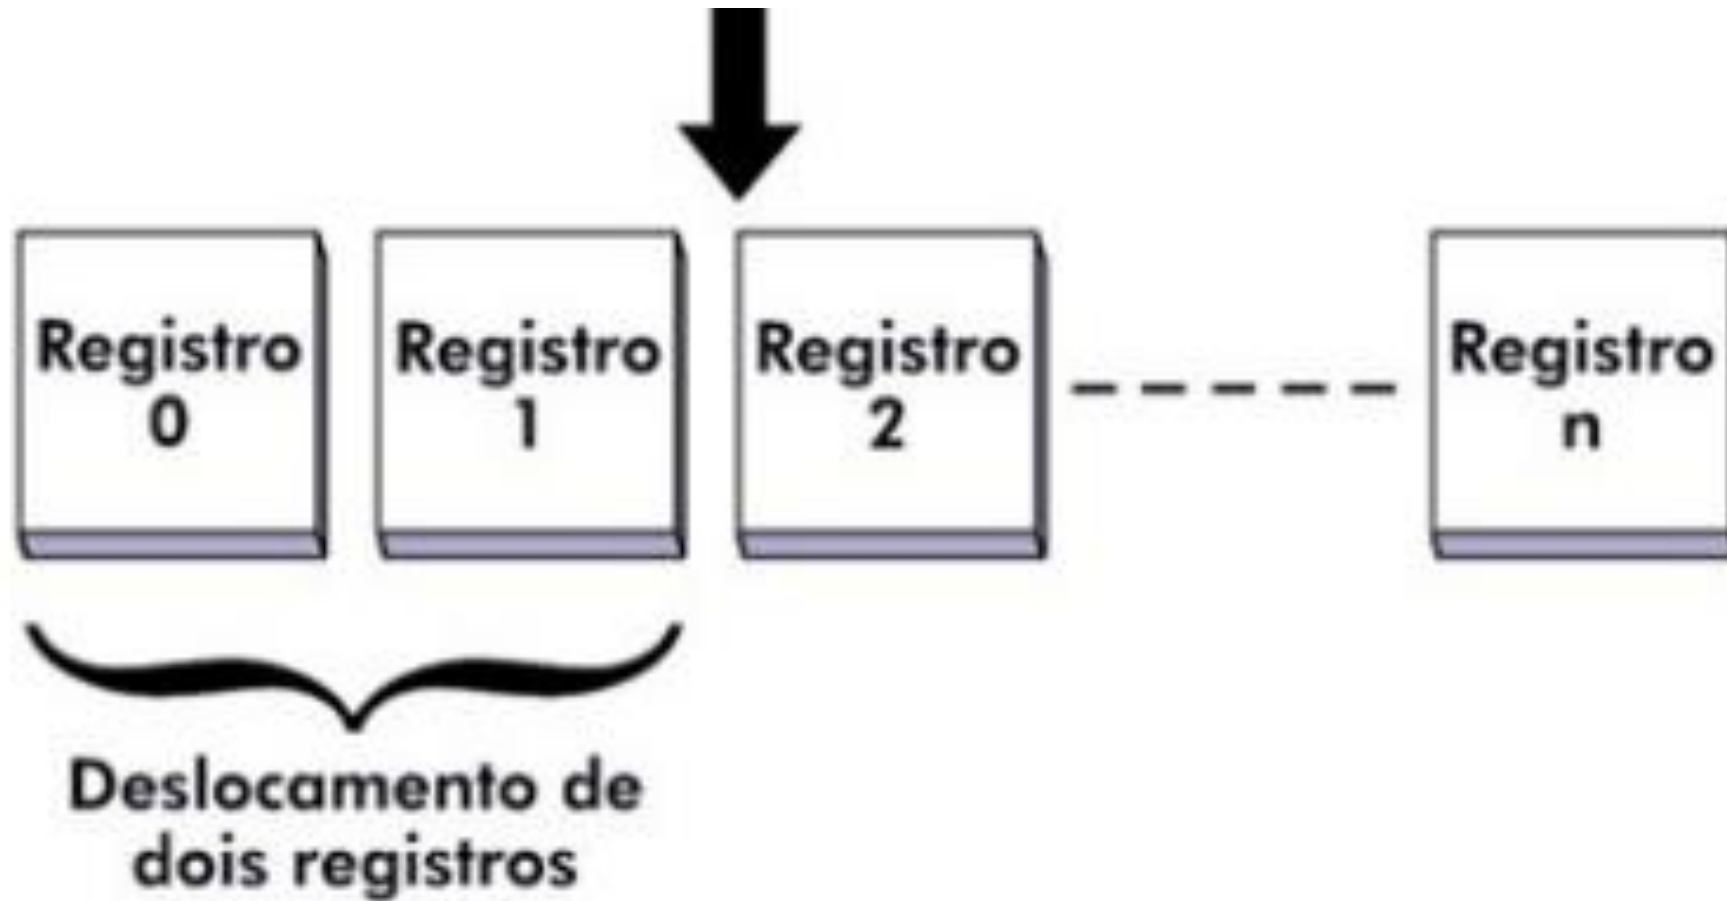 Registro
0
Registro
1
Registro
2
Registro
n
Deslocamento de
dois registros